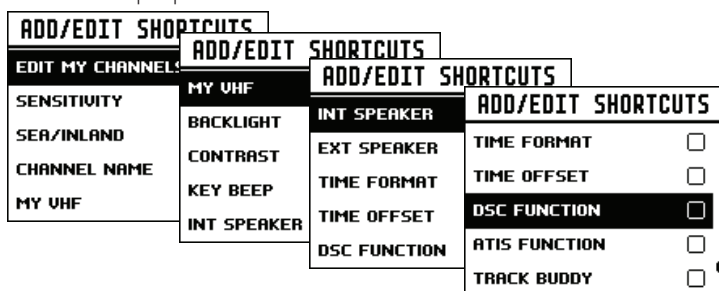 ADD/EDIT SHORTCUTS
EDIT MY CHANNELS
SENSITIVITY
SEA/INLAND
CHANNEL NAME
MY VHF
ADD/EDIT SHORTCUTS
MY VHF
BACKLIGHT
CONTRAST
KEY BEEP
INT SPEAKER
ADD/EDIT SHORTCUTS
INT SPEAKER
EXT SPEAKER
TIME FORMAT
TIME OFFSET
DSC FUNCTION
ADD/EDIT SHORTCUTS
TIME FORMAT
TIME OFFSET
DSC FUNCTION
ATIS FUNCTION
TRACK BUDDY